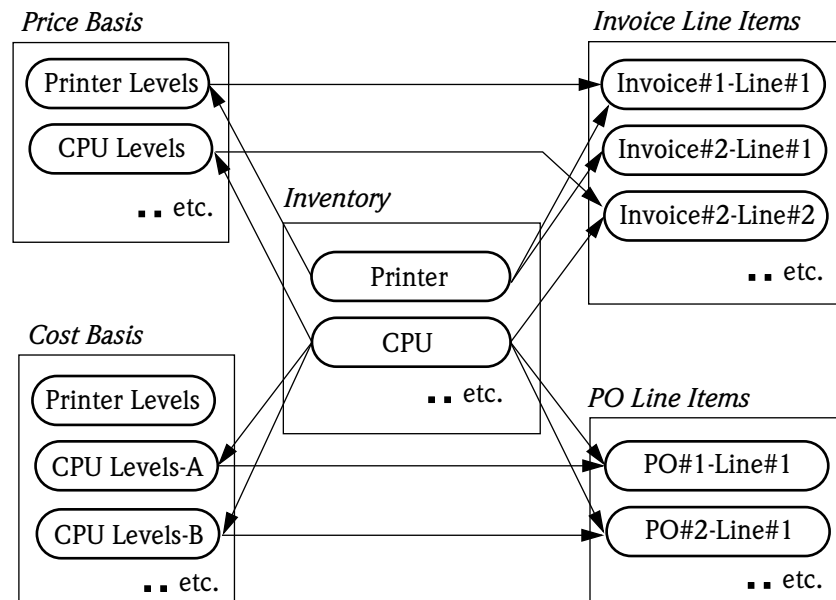 Price Basis
Printer Levels
CPU Levels
.. etc.
Invoice Line Items
Invoice#1-Line#1
Invoice#2-Line#1
Invoice#2-Line#2
.. etc.
Inventory
Printer
CPU
.. etc.
Cost Basis
Printer Levels
CPU Levels-A
CPU Levels-B
.. etc.
PO Line Items
PO#1-Line#1
PO#2-Line#1
.. etc.